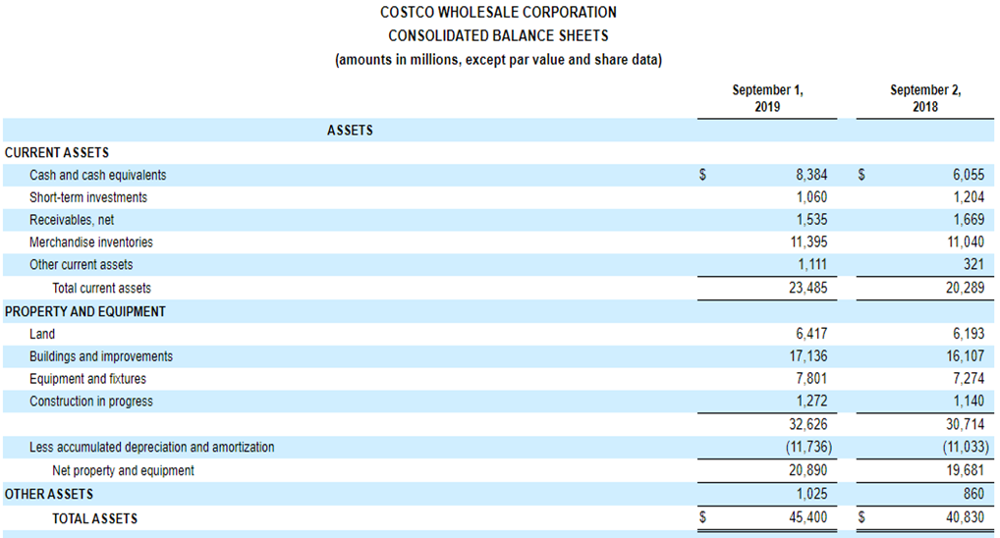 COSTCO WHOLESALE CORPORATION
CONSOLIDATED BALANCE SHEETS
(amounts in millions, except par value and share data)
September 1, 2019 September 2, 2018
ASSETS
CURRENT ASSETS
Cash and cash equivalents $ 8,384 $ 6,055
Short-term investments 1,060 1,204
Receivables, net 1,535 1,669
Merchandise inventories 11,395 11,040
Other current assets 1,111 321
Total current assets 23,485 20,289
PROPERTY AND EQUIPMENT
Land 6,417 6,193
Buildings and improvements 17,136 16,107
Equipment and fixtures 7,801 7,274
Construction in progress 1,272 1,140
32,626 30,714
Less accumulated depreciation and amortization (11,736) (11,033)
Net property and equipment 20,890 19,681
OTHER ASSETS 1,025 860
TOTAL ASSETS $ 45,400 $ 40,830